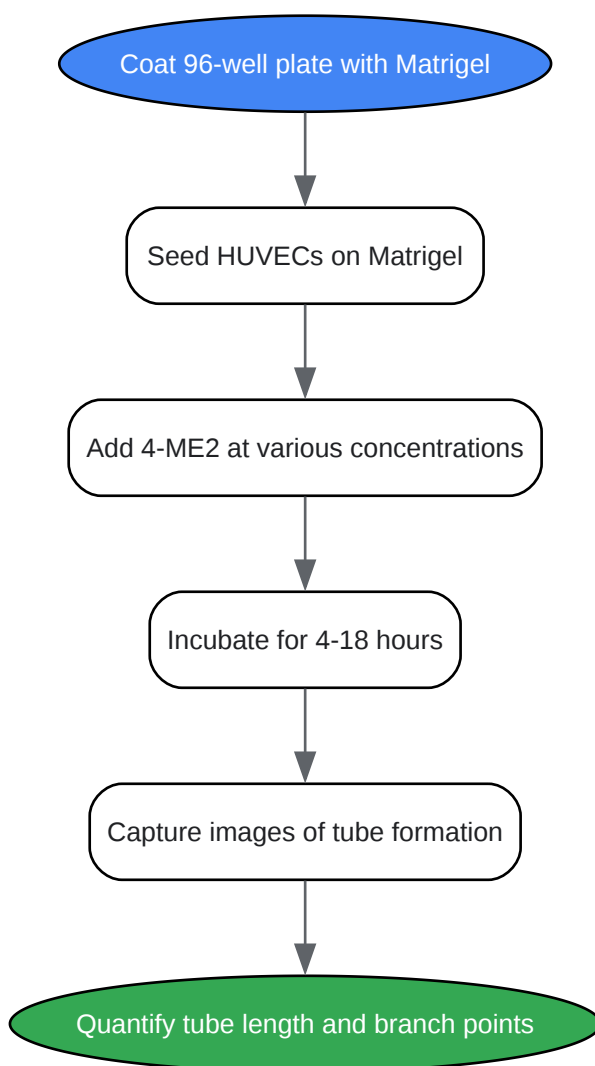 Coat 96-well plate with Matrigel
Seed HUVECs on Matrigel
Add 4-ME2 at various concentrations
Incubate for 4-18 hours
Capture images of tube formation
Quantify tube length and branch points